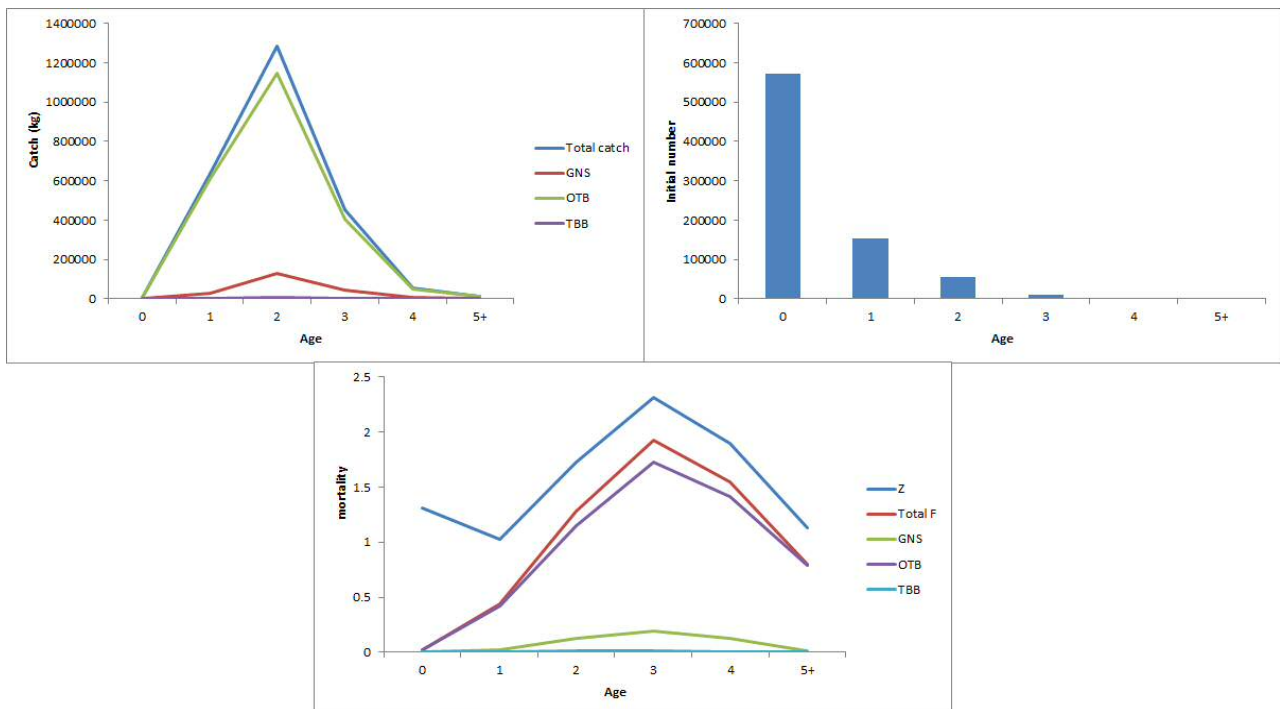 1400000
1200000
1000000
800000
600000
400000
200000
0
Catch (kg)
0 1 2 3 4 5+
Age
Total catch
GNS
OTB
TBB
700000
600000
500000
400000
300000
200000
100000
0
Initial number
0 1 2 3 4 5+
Age
2.5
2
1.5
1
0.5
0
mortality
0 1 2 3 4 5+
Age
Z
Total F
GNS
OTB
TBB